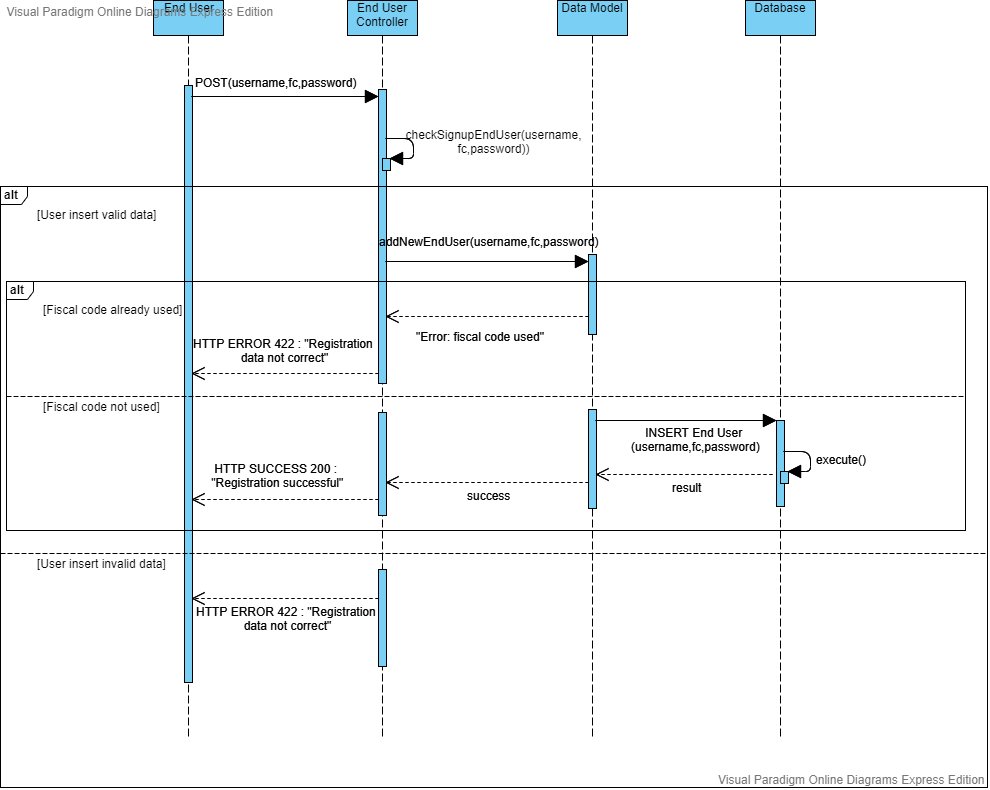 Visual Paradigm Online Diagrams Express Edition
End User
End User
Controller
Data Model
Database
POST(username,fc,password)
checkSignupEndUser(username,
fc,password))
alt
[User insert valid data]
addNewEndUser(username,fc,password)
alt
[Fiscal code already used]
"Error: fiscal code used"
HTTP ERROR 422 : "Registration
data not correct"
[Fiscal code not used]
INSERT End User
(username,fc,password)
execute()
HTTP SUCCESS 200 :
"Registration successful"
result
success
[User insert invalid data]
HTTP ERROR 422 : "Registration
data not correct"
Visual Paradigm Online Diagrams Express Edition